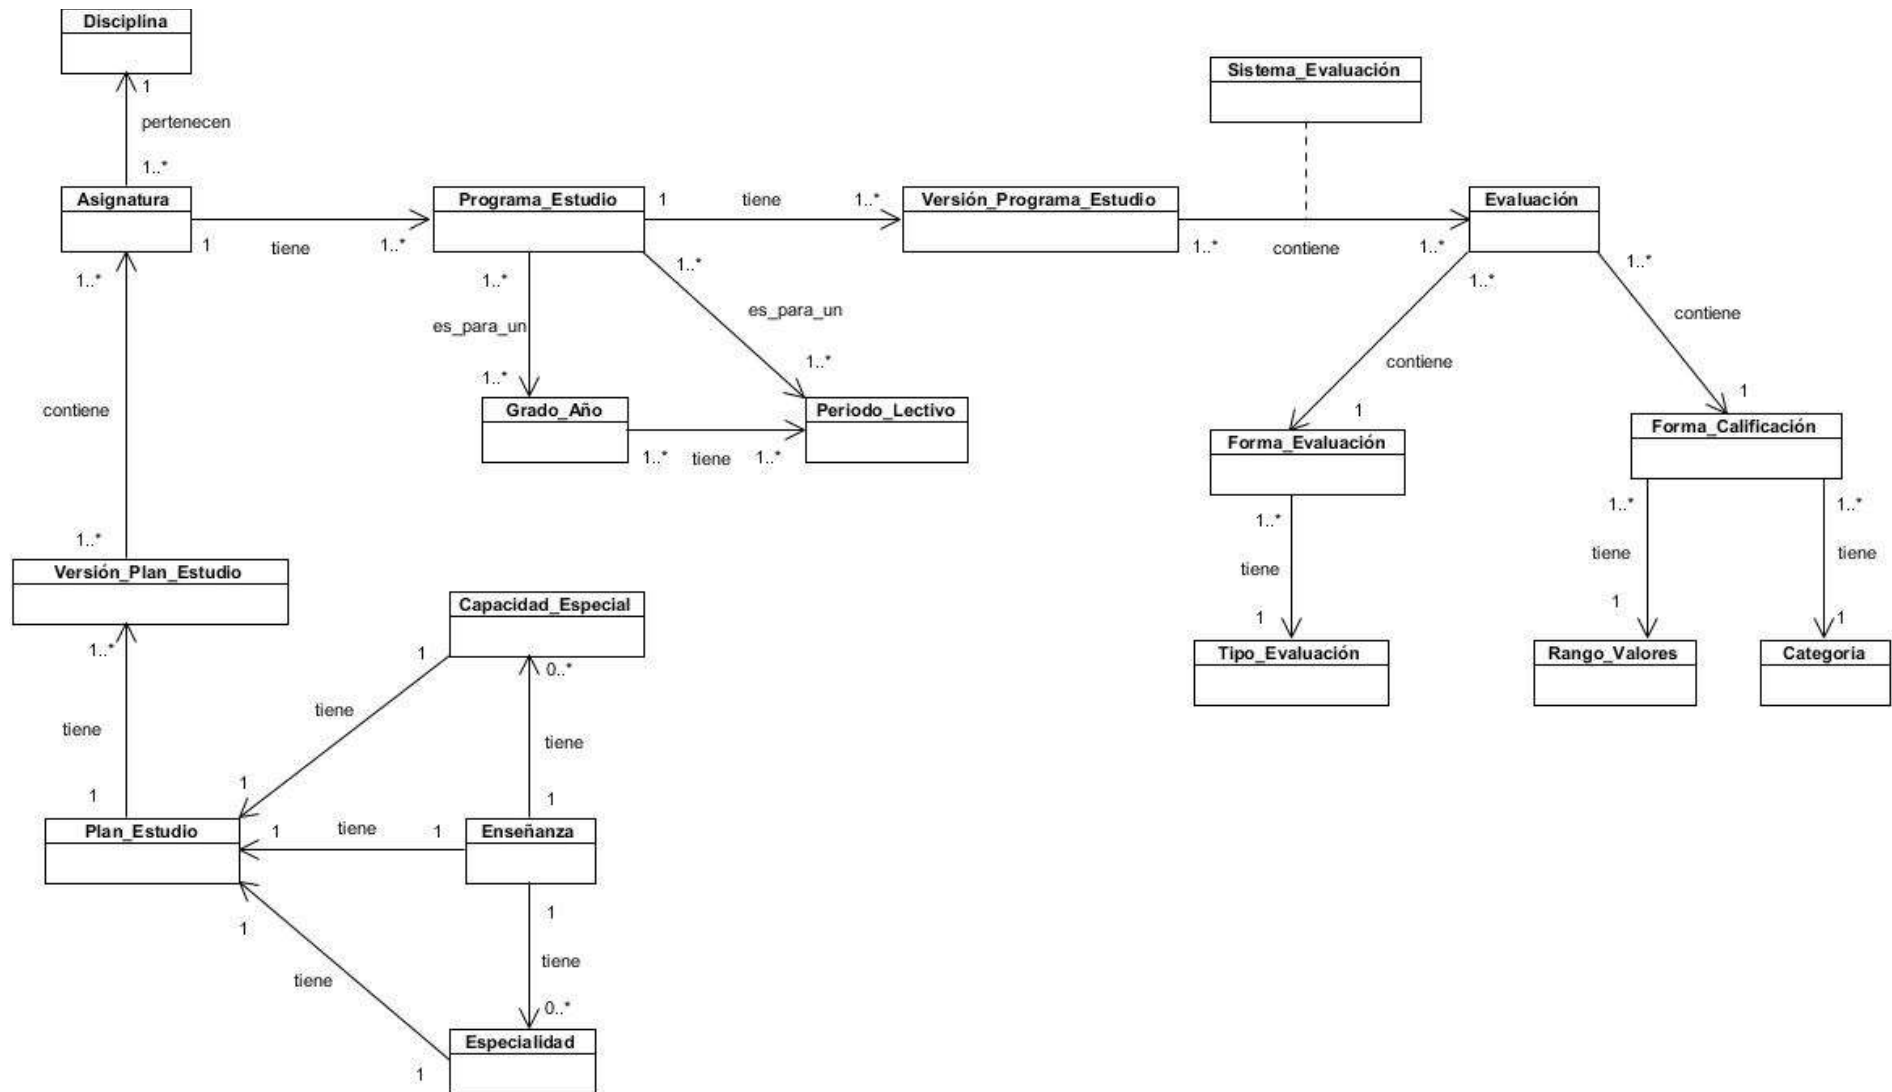 Disciplina
1
pertenecen
1..*
Sistema_Evaluación
Asignatura
1
tiene
1..*
Programa_Estudio
1
tiene
1..*
Versión_Programa_Estudio
1..*
contiene
1..*
Evaluación
1..*
1..*
1..*
1..*
1..*
es_para_un
es_para_un
1..*
1..*
contiene
contiene
1
1
contiene
Grado_Año
1..*
tiene
1..*
Periodo_Lectivo
Forma_Evaluación
Forma_Calificación
1..*
1..*
1..*
tiene
tiene
tiene
1
1
1
Tipo_Evaluación
Rango_Valores
Categoria
1..*
Versión_Plan_Estudio
1..*
tiene
1
Capacidad_Especial
1
0..*
tiene
tiene
1
1
Plan_Estudio
1
tiene
1
Enseñanza
1
1
tiene
tiene
0..*
Especialidad
1